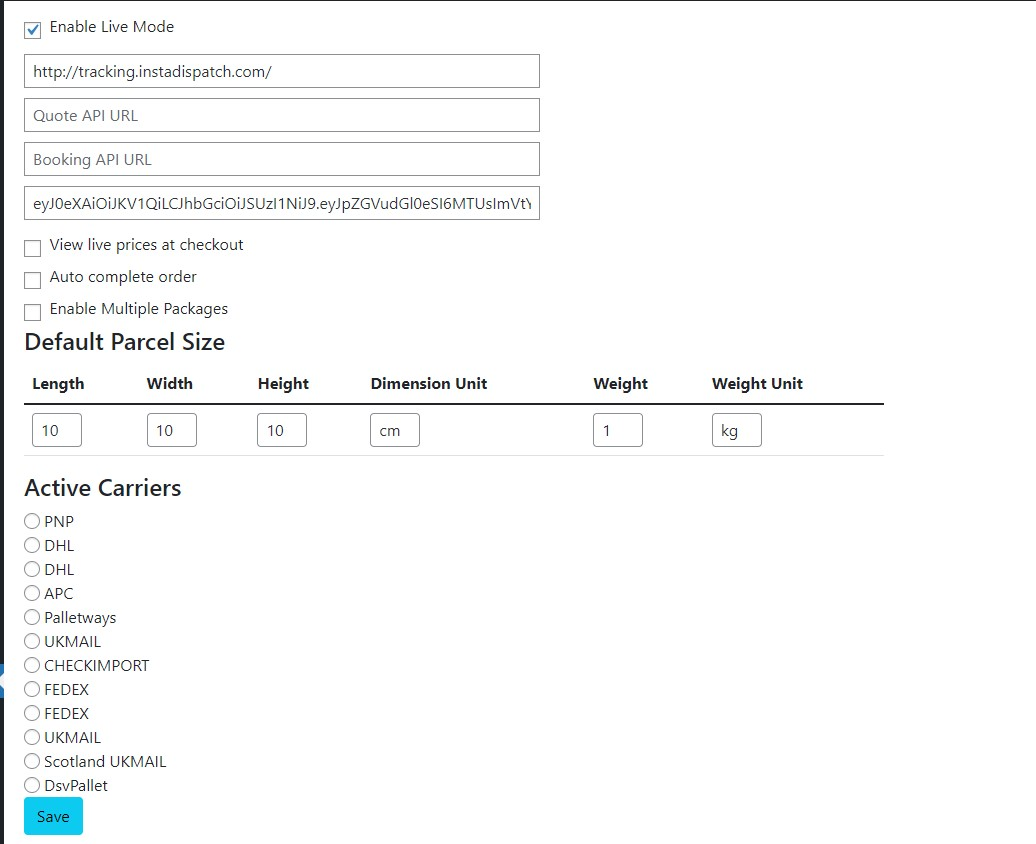 Enable Live Mode
http://tracking.instadispatch.com/
Quote API URL
Booking API URL
eyJ0eXAiOiJKV1QiLCJhbGciOiJSUzI1NiJ9.eyJpZGVudGl0eSI6MTUsImVtY
View live prices at checkout
Auto complete order
Enable Multiple Packages
Default Parcel Size
Length Width Height Dimension Unit Weight Weight Unit
10 10 10 cm 1 kg
Active Carriers
PNP
DHL
DHL
APC
Palletways
UKMAIL
CHECKIMPORT
FEDEX
FEDEX
UKMAIL
Scotland UKMAIL
DsvPallet
Save